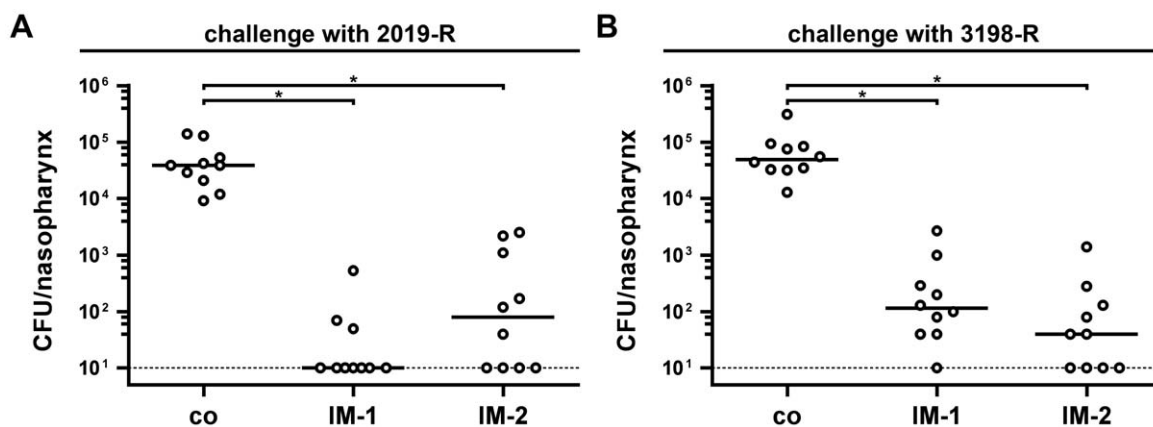 A
challenge with 2019-R
CFU/nasopharynx
10⁶
10⁵
10⁴
10³
10²
10¹
*
*
co
IM-1
IM-2
B
challenge with 3198-R
CFU/nasopharynx
10⁶
10⁵
10⁴
10³
10²
10¹
*
*
co
IM-1
IM-2